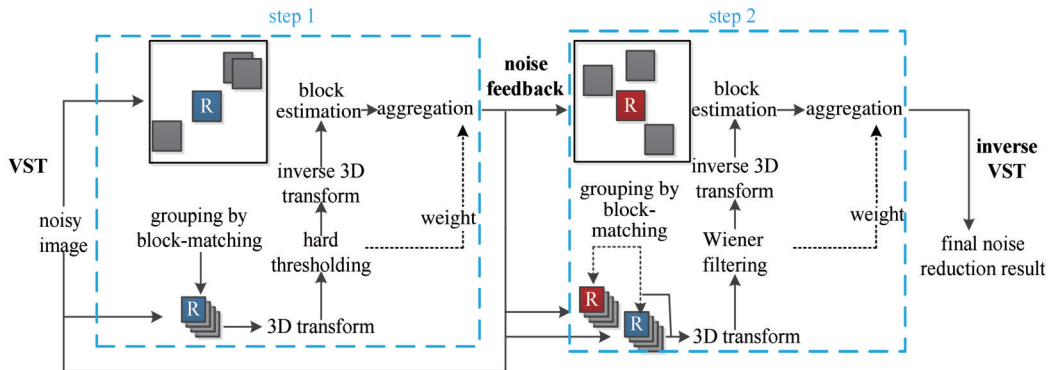 step 1
step 2
VST
noisy
image
R
block
estimation
aggregation
inverse 3D
transform
weight
grouping by
block-matching
hard
thresholding
R
3D transform
noise
feedback
R
block
estimation
aggregation
inverse 3D
transform
weight
grouping by
block-
matching
Wiener
filtering
R
R
3D transform
inverse
VST
final noise
reduction result